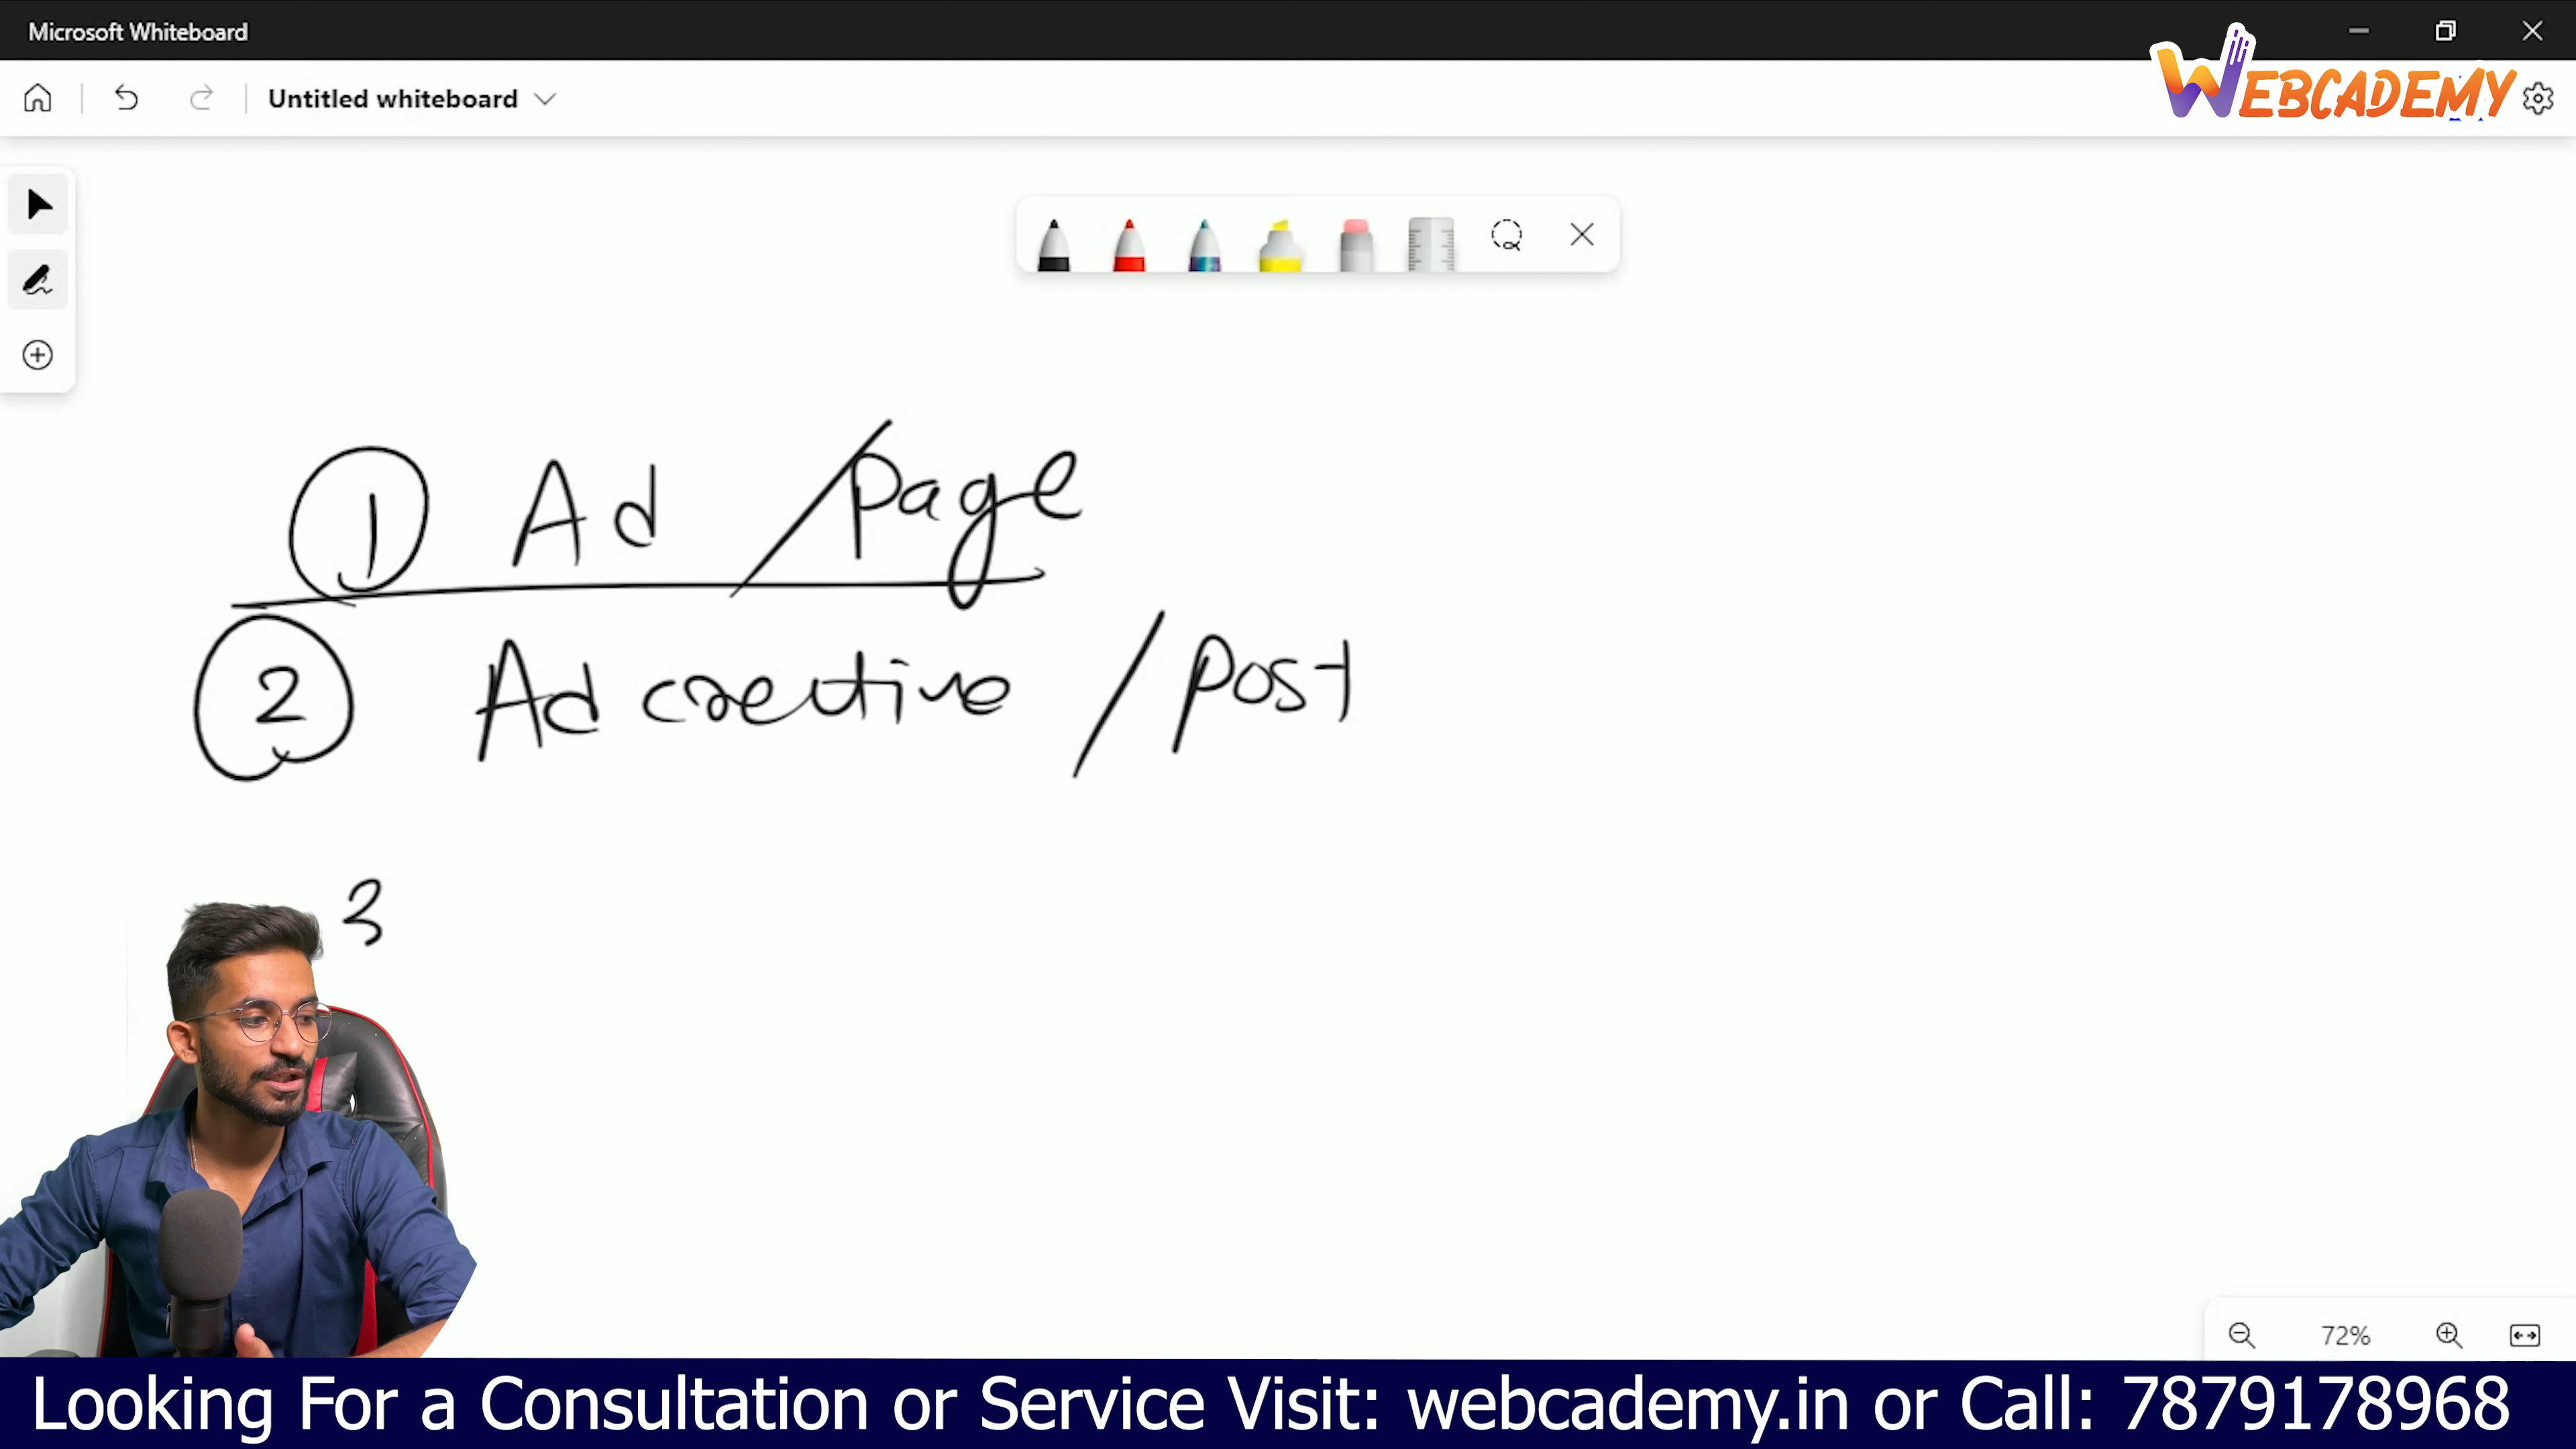 Microsoft Whiteboard
WEBCADEMY
Untitled whiteboard
1 Ad / Page
2 Ad creative / Post
3
72%
Looking For a Consultation or Service Visit: webcademy.in or Call: 7879178968